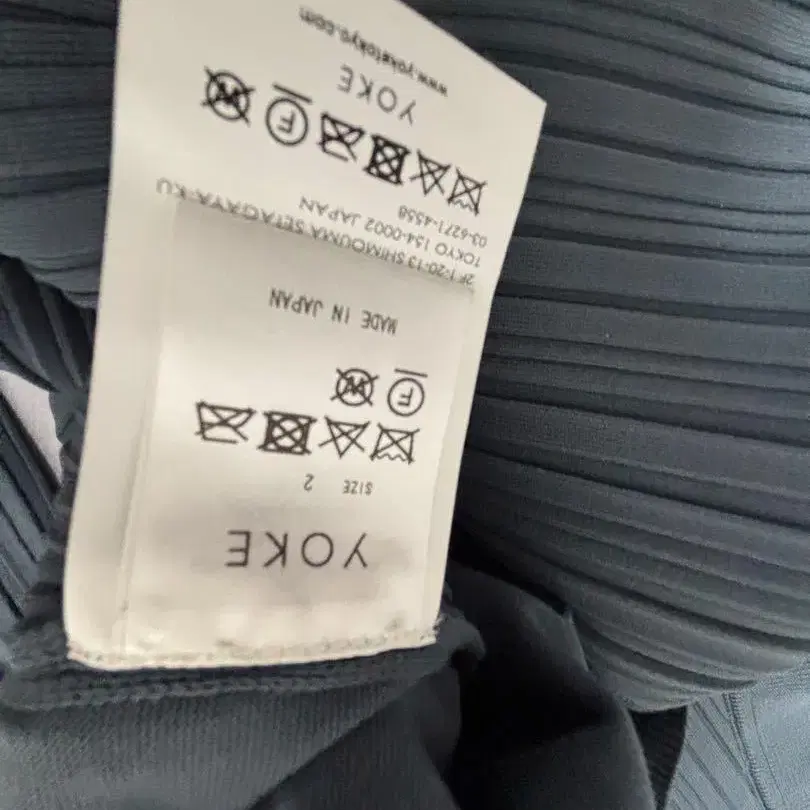 YOKE
SIZE 2
F
W
MADE IN JAPAN
2F 1-20-13 SHIMOUMA SETAGAYA-KU
TOKYO 154-0002 JAPAN
03-6271-4558
F
W
YOKE
www.yoketokyo.com